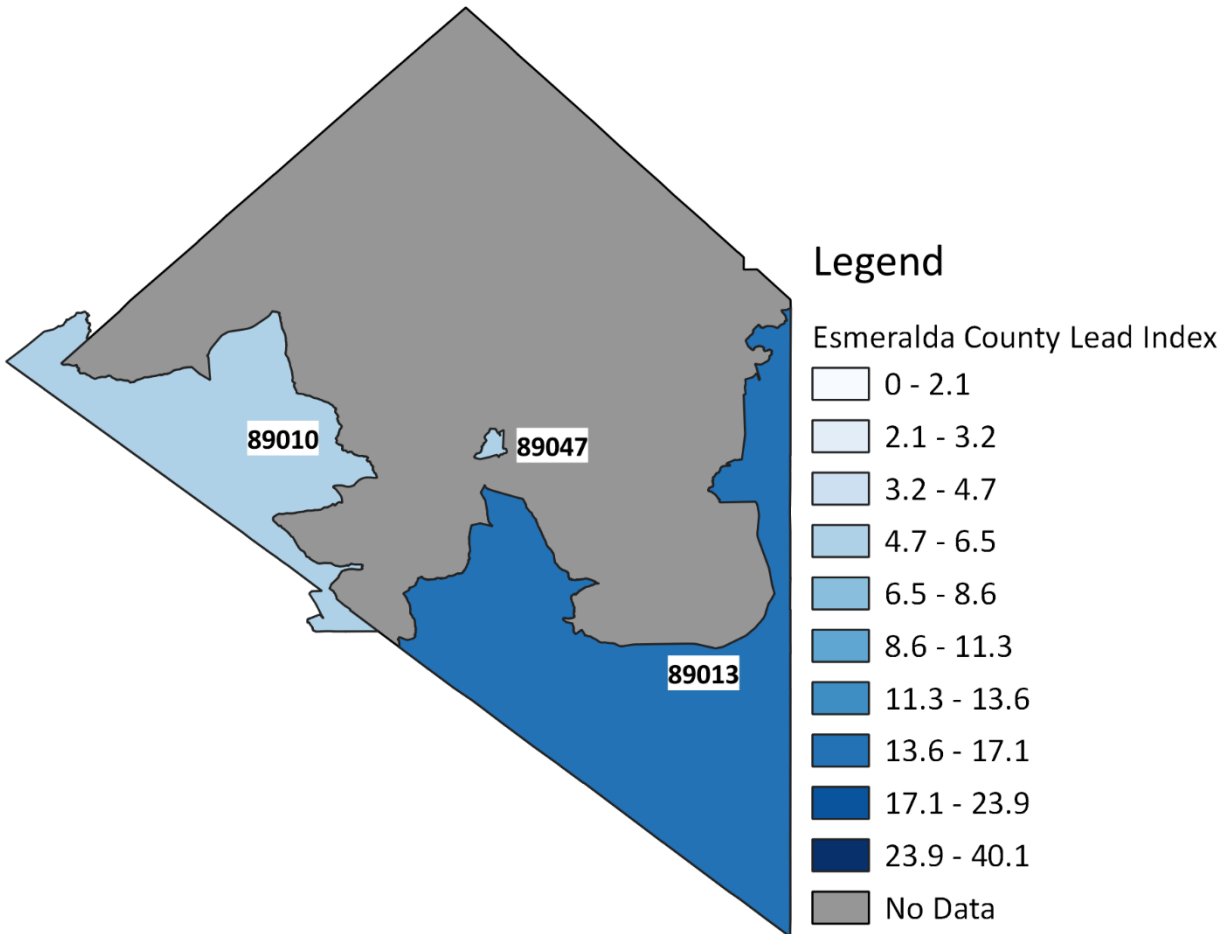 Legend
Esmeralda County Lead Index
0 - 2.1
2.1 - 3.2
3.2 - 4.7
4.7 - 6.5
6.5 - 8.6
8.6 - 11.3
11.3 - 13.6
13.6 - 17.1
17.1 - 23.9
23.9 - 40.1
No Data
89010
89047
89013